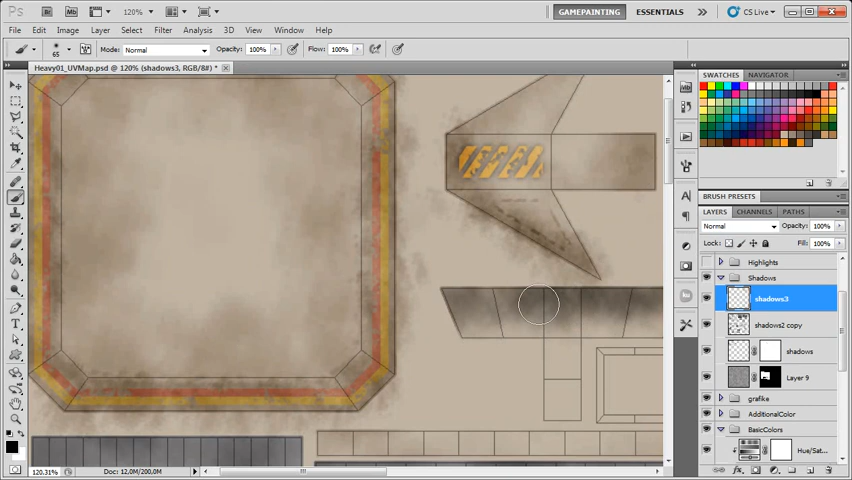 Ps Br Mb 120% GAMEPAINTING ESSENTIALS CS Live
File Edit Image Layer Select Filter Analysis 3D View Window Help
65 Mode: Normal Opacity: 100% Flow: 100%
Heavy01_UVMap.psd @ 120% (shadows3, RGB/8#) *
SWATCHES NAVIGATOR
BRUSH PRESETS
LAYERS CHANNELS PATHS
Normal Opacity: 100%
Lock: Fill: 100%
Highlights
Shadows
shadows3
shadows2 copy
shadows
Layer 9
grafike
AdditionalColor
BasicColors
Hue/Sat...
120.31% Doc: 12,0M/200,0M